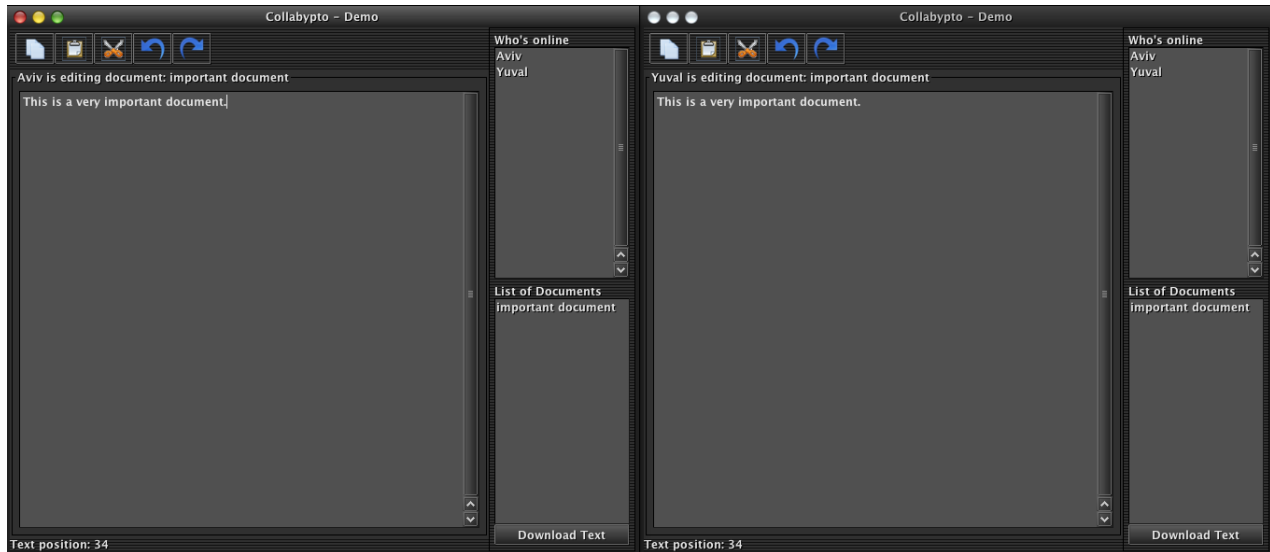 Collabypto – Demo
Who's online
Aviv
Yuval
Aviv is editing document: important document
This is a very important document.
List of Documents
important document
Download Text
Text position: 34
Collabypto – Demo
Who's online
Aviv
Yuval
Yuval is editing document: important document
This is a very important document.
List of Documents
important document
Download Text
Text position: 34